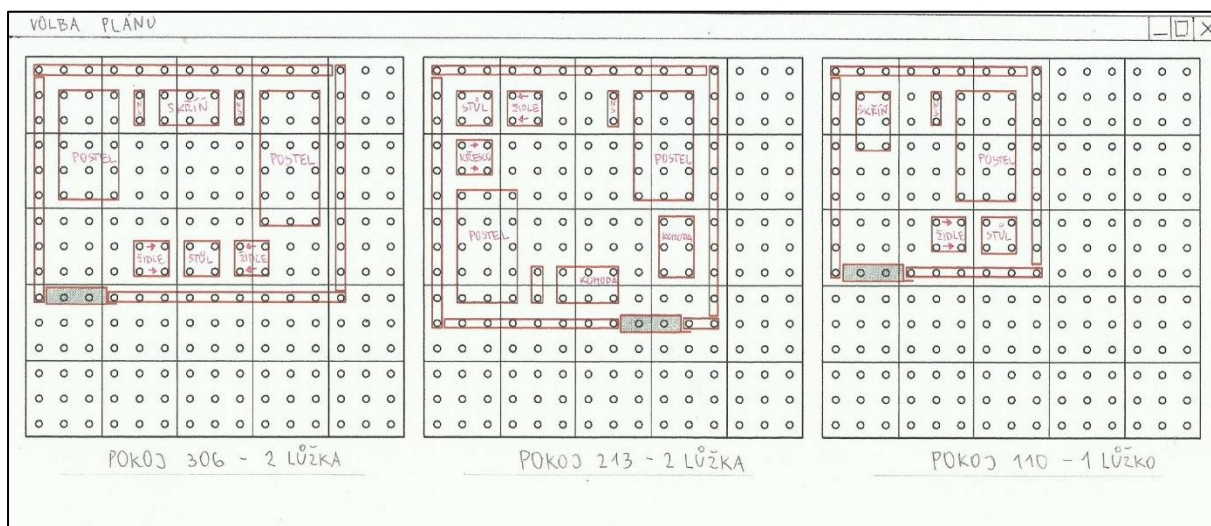 VOLBA PLÁNU
SKŘÍŇ
POSTEL
POSTEL
ŽIDLE
STŮL
ŽIDLE
POKOJ 306 - 2 LŮŽKA
STŮL
ŽIDLE
KŘESLO
POSTEL
POSTEL
KOMODA
KOMODA
POKOJ 213 - 2 LŮŽKA
SKŘÍŇ
POSTEL
ŽIDLE
STŮL
POKOJ 110 - 1 LŮŽKO